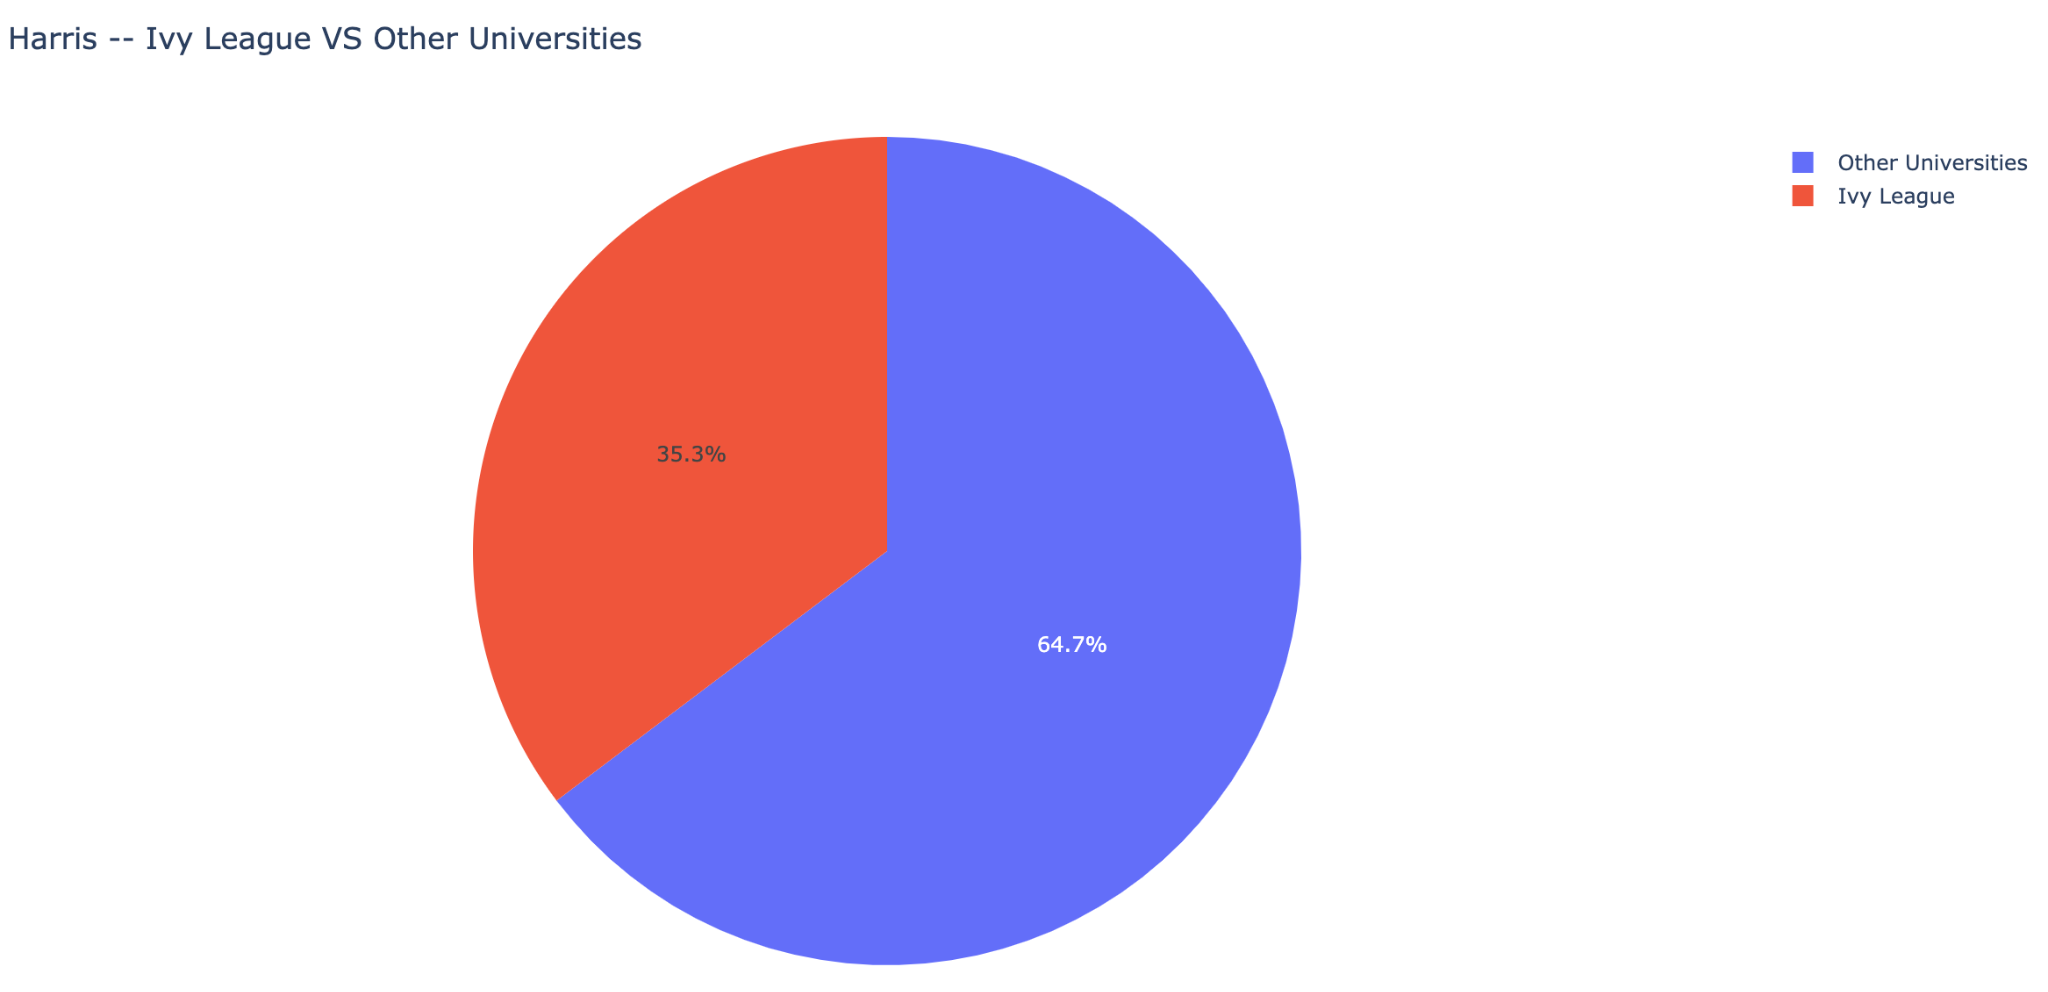 Harris -- Ivy League VS Other Universities
Other Universities
Ivy League
35.3%
64.7%